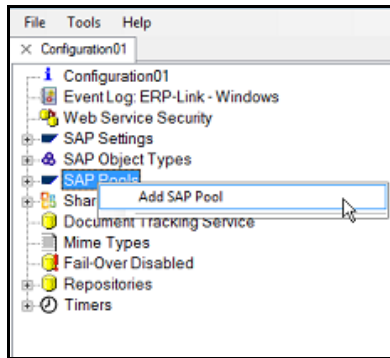 File Tools Help
× Configuration01
Configuration01
Event Log: ERP-Link - Windows
Web Service Security
SAP Settings
SAP Object Types
SAP Pools
Add SAP Pool
Shar
Document Tracking Service
Mime Types
Fail-Over Disabled
Repositories
Timers